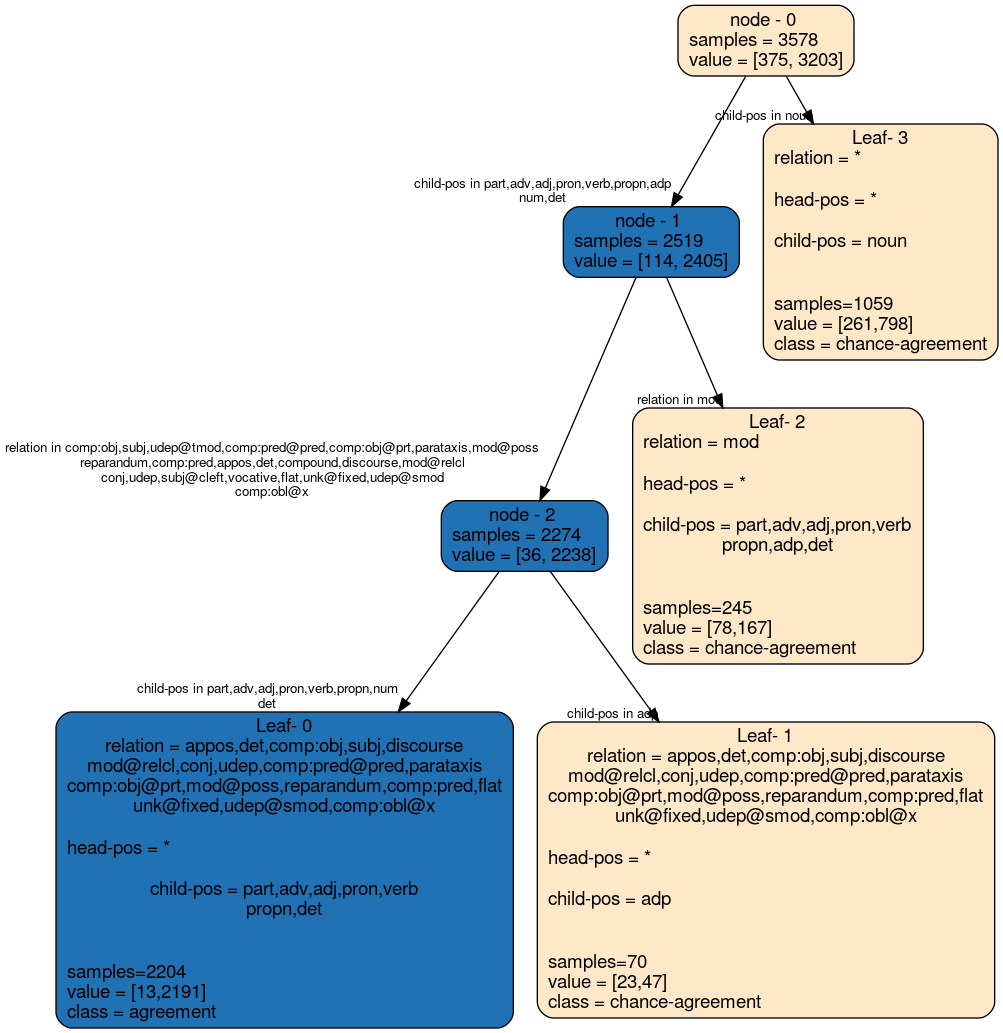 node - 0
samples = 3578
value = [375, 3203]
child-pos in noun
Leaf- 3
relation = *
head-pos = *
child-pos = noun
samples=1059
value = [261,798]
class = chance-agreement
child-pos in part,adv,adj,pron,verb,propn,adp
num,det
node - 1
samples = 2519
value = [114, 2405]
relation in mod
Leaf- 2
relation = mod
head-pos = *
child-pos = part,adv,adj,pron,verb
propn,adp,det
samples=245
value = [78,167]
class = chance-agreement
relation in comp:obj,subj,udep@tmod,comp:pred@pred,comp:obj@prt,parataxis,mod@poss
reparandum,comp:pred,appos,det,compound,discourse,mod@relcl
conj,udep,subj@cleft,vocative,flat,unk@fixed,udep@smod
comp:obl@x
node - 2
samples = 2274
value = [36, 2238]
child-pos in part,adv,adj,pron,verb,propn,num
det
Leaf- 0
relation = appos,det,comp:obj,subj,discourse
mod@relcl,conj,udep,comp:pred@pred,parataxis
comp:obj@prt,mod@poss,reparandum,comp:pred,flat
unk@fixed,udep@smod,comp:obl@x
head-pos = *
child-pos = part,adv,adj,pron,verb
propn,det
samples=2204
value = [13,2191]
class = agreement
child-pos in adp
Leaf- 1
relation = appos,det,comp:obj,subj,discourse
mod@relcl,conj,udep,comp:pred@pred,parataxis
comp:obj@prt,mod@poss,reparandum,comp:pred,flat
unk@fixed,udep@smod,comp:obl@x
head-pos = *
child-pos = adp
samples=70
value = [23,47]
class = chance-agreement